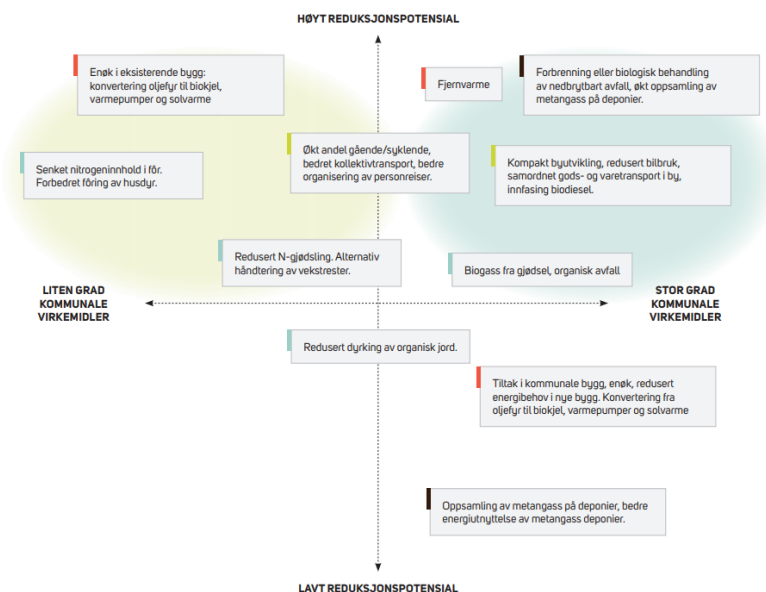 HØYT REDUKSJONSPOTENSIAL
Enøk i eksisterende bygg:
konvertering oljefyr til biokjel,
varmepumper og solvarme
Fjernvarme
Forbrenning eller biologisk behandling
av nedbrytbart avfall, økt oppsamling av
metangass på deponier.
Senket nitrogeninnhold i fôr.
Forbedret fôring av husdyr.
Økt andel gående/syklende,
bedret kollektivtransport, bedre
organisering av personreiser.
Kompakt byutvikling, redusert bilbruk,
samordnet gods- og varetransport i by,
innfasing biodiesel.
Redusert N-gjødsling. Alternativ
håndtering av vekstrester.
Biogass fra gjødsel, organisk avfall
LITEN GRAD
KOMMUNALE
VIRKEMIDLER
STOR GRAD
KOMMUNALE
VIRKEMIDLER
Redusert dyrking av organisk jord.
Tiltak i kommunale bygg, enøk, redusert
energibehov i nye bygg. Konvertering fra
oljefyr til biokjel, varmepumper og solvarme
Oppsamling av metangass på deponier, bedre
energiutnyttelse av metangass deponier.
LAVT REDUKSJONSPOTENSIAL